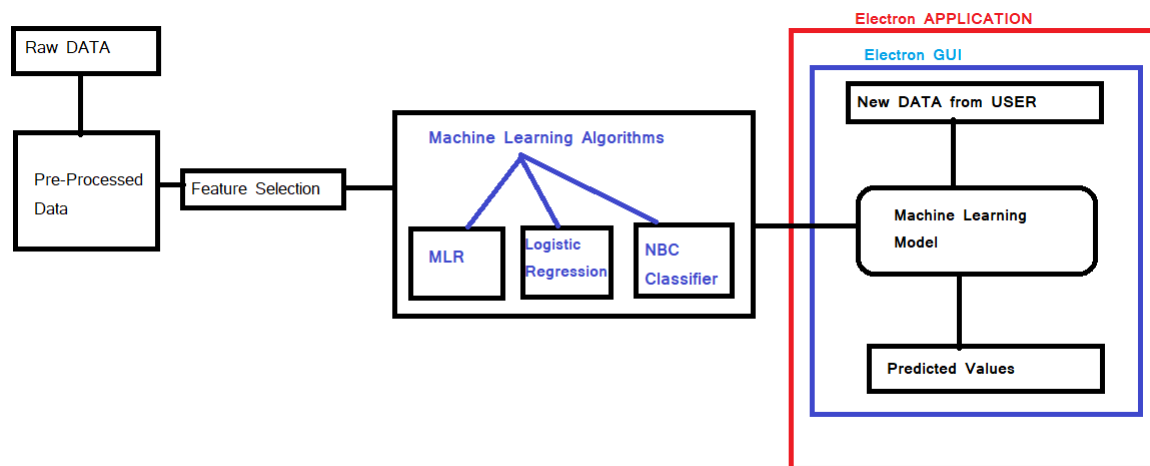 Electron APPLICATION
Raw DATA
Electron GUI
New DATA from USER
Machine Learning Algorithms
Pre-Processed
Data
Feature Selection
Machine Learning
Model
MLR
Logistic
Regression
NBC
Classifier
Predicted Values